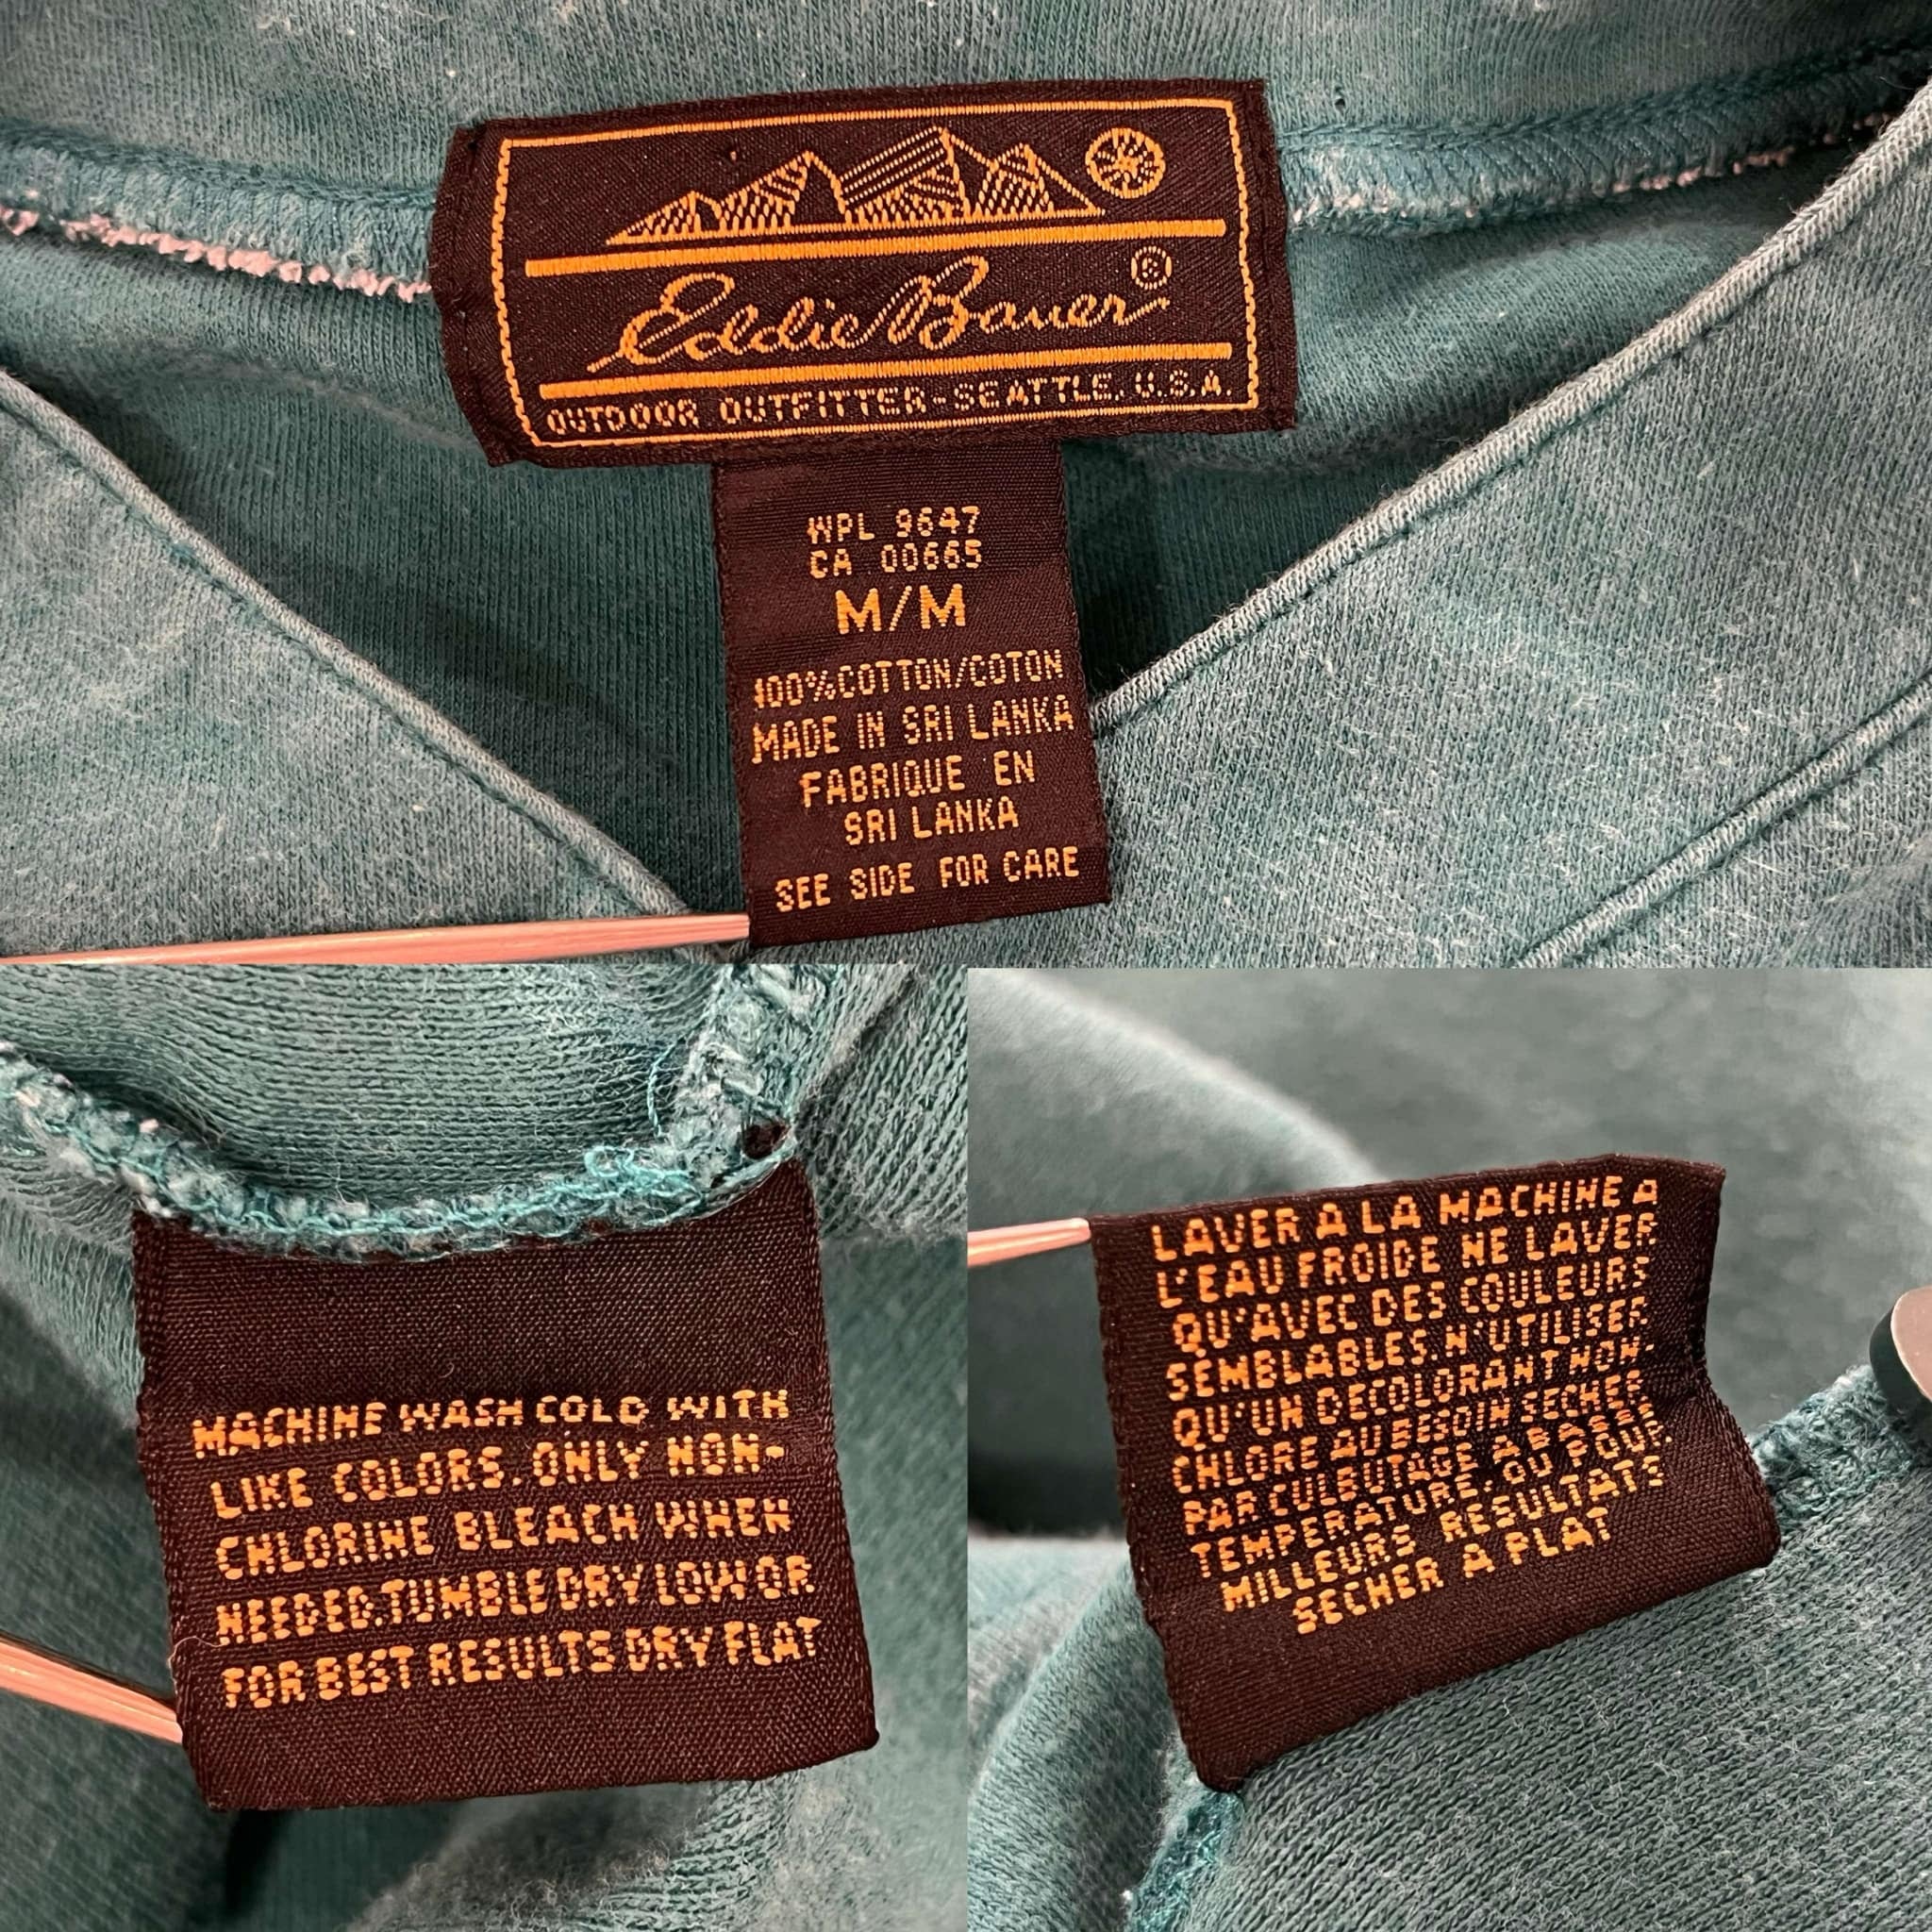 Eddie Bauer®
OUTDOOR OUTFITTER-SEATTLE, U.S.A.
WPL 9647
CA 00665
M/M
100%COTTON/COTON
MADE IN SRI LANKA
FABRIQUE EN
SRI LANKA
SEE SIDE FOR CARE
MACHINE WASH COLD WITH
LIKE COLORS. ONLY NON-
CHLORINE BLEACH WHEN
NEEDED.TUMBLE DRY LOW OR
FOR BEST RESULTS DRY FLAT
LAVER A LA MACHINE A
L'EAU FROIDE NE LAVER
QU'AVEC DES COULEURS
SEMBLABLES. N'UTILISER
QU'UN DECOLORANT NON-
CHLORE AU BESOIN SECHER
PAR CULBUTAGE A BASSE
TEMPERATURE. OU POUR
MILLEURS RESULTATS
SECHER A PLAT